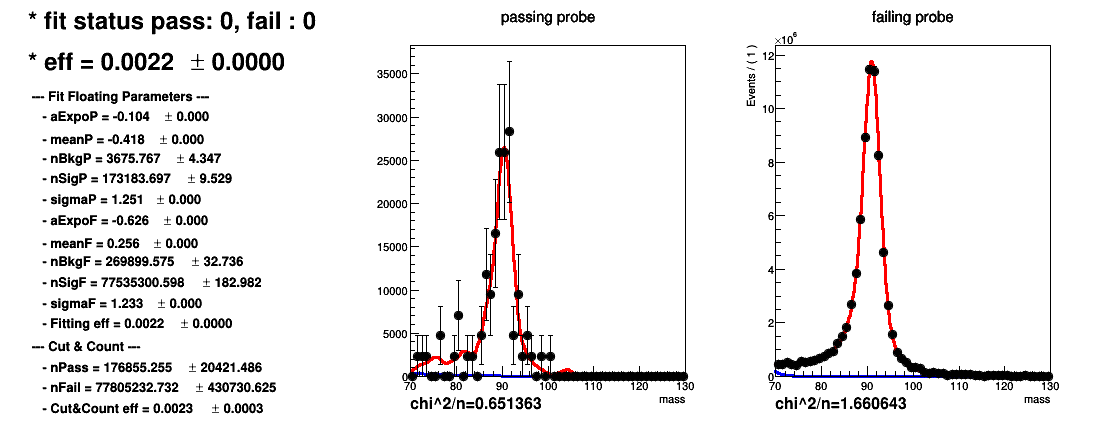 * fit status pass: 0, fail : 0
* eff = 0.0022 ± 0.0000
--- Fit Floating Parameters ---
- aExpoP = -0.104 ± 0.000
- meanP = -0.418 ± 0.000
- nBkgP = 3675.767 ± 4.347
- nSigP = 173183.697 ± 9.529
- sigmaP = 1.251 ± 0.000
- aExpoF = -0.626 ± 0.000
- meanF = 0.256 ± 0.000
- nBkgF = 269899.575 ± 32.736
- nSigF = 77535300.598 ± 182.982
- sigmaF = 1.233 ± 0.000
- Fitting eff = 0.0022 ± 0.0000
--- Cut & Count ---
- nPass = 176855.255 ± 20421.486
- nFail = 77805232.732 ± 430730.625
- Cut&Count eff = 0.0023 ± 0.0003
passing probe
35000
30000
25000
20000
15000
10000
5000
0
70 80 90 100 110 120 130
mass
chi^2/n=0.651363
failing probe
×10^6
Events / ( 1 )
12
10
8
6
4
2
0
70 80 90 100 110 120 130
mass
chi^2/n=1.660643